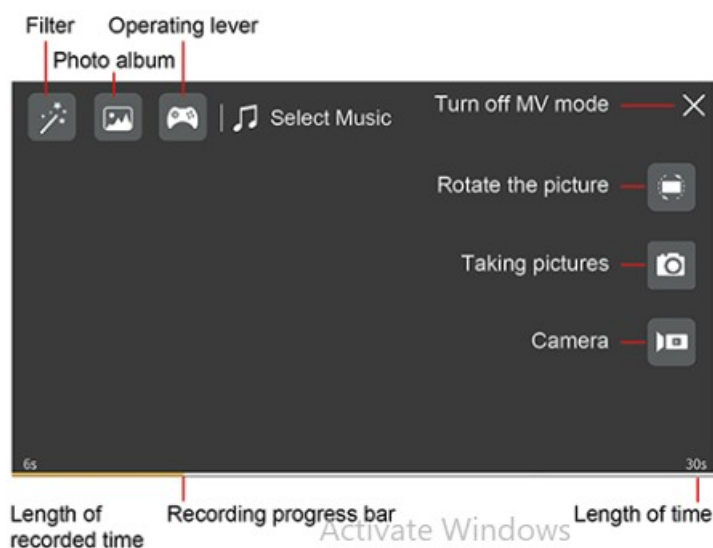 Filter
Operating lever
Photo album
Select Music
Turn off MV mode
Rotate the picture
Taking pictures
Camera
6s
30s
Length of
recorded time
Recording progress bar
Length of time
Activate Windows